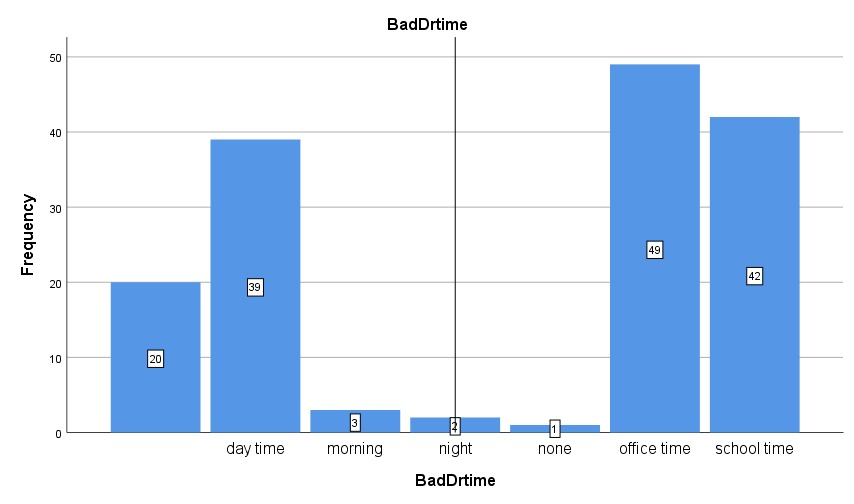 BadDrtime
50
40
30
20
10
0
Frequency
20
39
3
2
1
49
42
day time
morning
night
none
office time
school time
BadDrtime